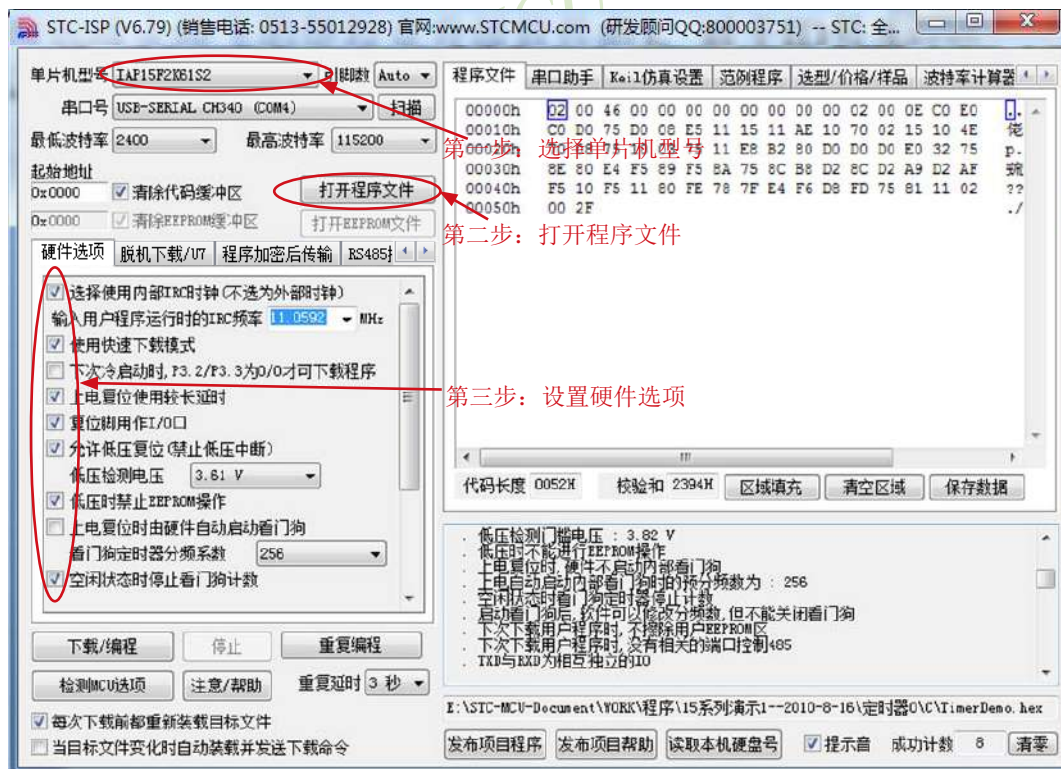 STC-ISP (V6.79) (销售电话: 0513-55012928) 官网:www.STCMCU.com (研发顾问QQ:800003751) -- STC: 全...
单片机型号 IAP15F2K61S2 引脚数 Auto
串口号 USB-SERIAL CH340 (COM4) 扫描
最低波特率 2400 最高波特率 115200
起始地址
0x0000 清除代码缓冲区 打开程序文件
0x0000 清除EEPROM缓冲区 打开EEPROM文件
硬件选项 脱机下载/U7 程序加密后传输 RS485
选择使用内部IRC时钟(不选为外部时钟)
输入用户程序运行时的IRC频率 11.0592 MHz
使用快速下载模式
下次冷启动时, P3.2/P3.3为0/0才可下载程序
上电复位使用较长延时
复位脚用作I/O口
允许低压复位(禁止低压中断)
低压检测电压 3.61 V
低压时禁止EEPROM操作
上电复位时由硬件自动启动看门狗
看门狗定时器分频系数 256
空闲状态时停止看门狗计数
下载/编程 停止 重复编程
检测MCU选项 注意/帮助 重复延时 3 秒
每次下载前都重新装载目标文件
当目标文件变化时自动装载并发送下载命令
程序文件 串口助手 Keil仿真设置 范例程序 选型/价格/样品 波特率计算器
00000h 02 00 46 00 00 00 00 00 00 00 00 02 00 0E C0 E0
00010h C0 D0 75 D0 08 E5 11 15 11 AE 10 70 02 15 10 4E
00020h 11 E8 B2 80 D0 D0 D0 E0 32 75 p.
00030h 8E 80 E4 F5 89 F5 8A 75 8C B8 D2 8C D2 A9 D2 AF
00040h F5 10 F5 11 80 FE 78 7F E4 F6 D8 FD 75 81 11 02 ??
00050h 00 2F ./
第一步：选择单片机型号
第二步：打开程序文件
第三步：设置硬件选项
代码长度 0052H 校验和 2394H 区域填充 清空区域 保存数据
. 低压检测门槛电压 : 3.82 V
. 低压时不能进行EEPROM操作
. 上电复位时, 硬件不启动内部看门狗
. 上电自动启动内部看门狗时的预分频数为 : 256
. 空闲状态时看门狗定时器停止计数
. 启动看门狗后, 软件可以修改分频数, 但不能关闭看门狗
. 下次下载用户程序时, 不擦除用户EEPROM区
. 下次下载用户程序时, 没有相关的端口控制485
. TXD与RXD为相互独立的IO
E:\STC-MCU-Document\WORK\程序\15系列演示1--2010-8-16\定时器0\C\TimerDemo.hex
发布项目程序 发布项目帮助 读取本机硬盘号 提示音 成功计数 8 清零